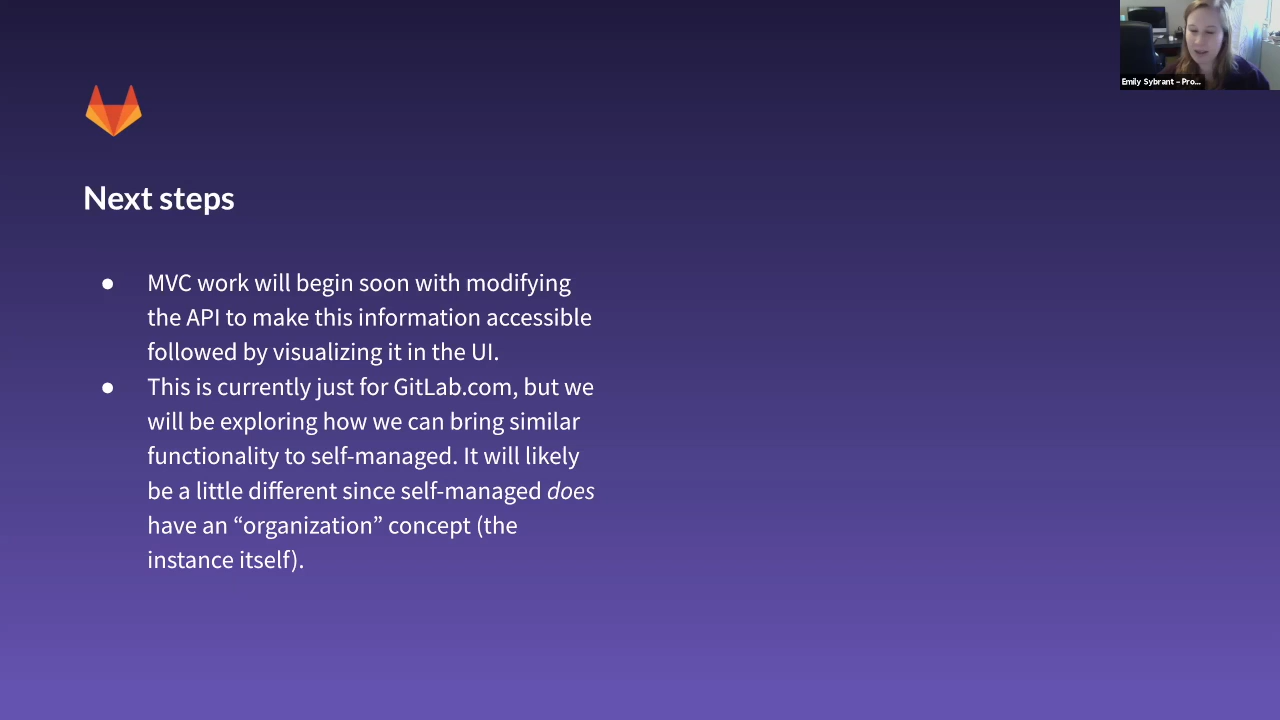 Emily Sybrant – Pro...
Next steps
● MVC work will begin soon with modifying
the API to make this information accessible
followed by visualizing it in the UI.
● This is currently just for GitLab.com, but we
will be exploring how we can bring similar
functionality to self-managed. It will likely
be a little different since self-managed does
have an “organization” concept (the
instance itself).